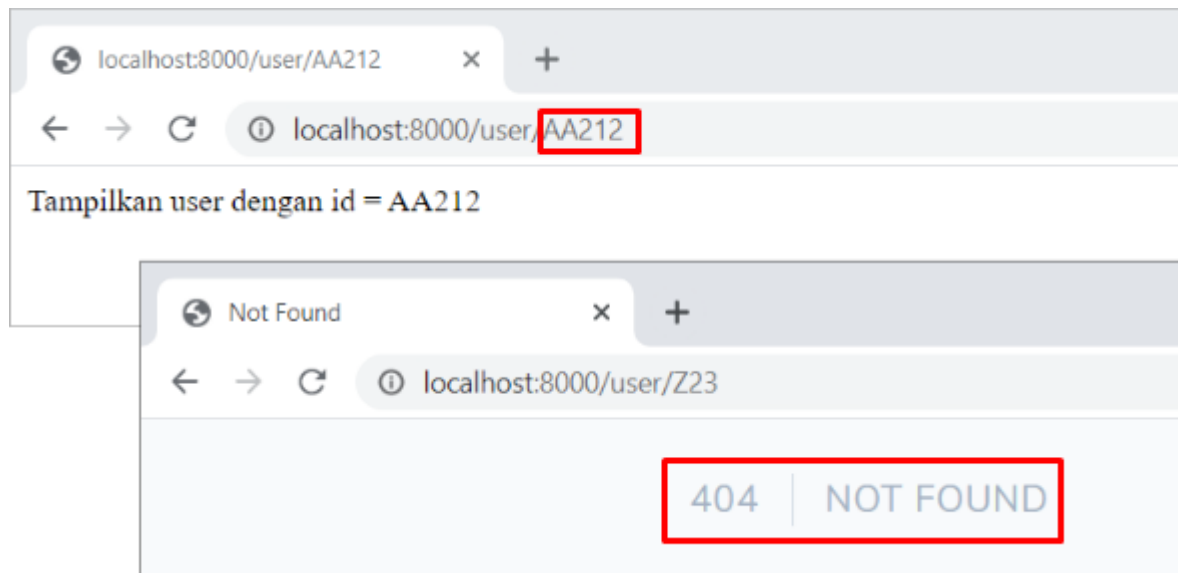 localhost:8000/user/AA212
localhost:8000/user/AA212
Tampilkan user dengan id = AA212
Not Found
localhost:8000/user/Z23
404 NOT FOUND